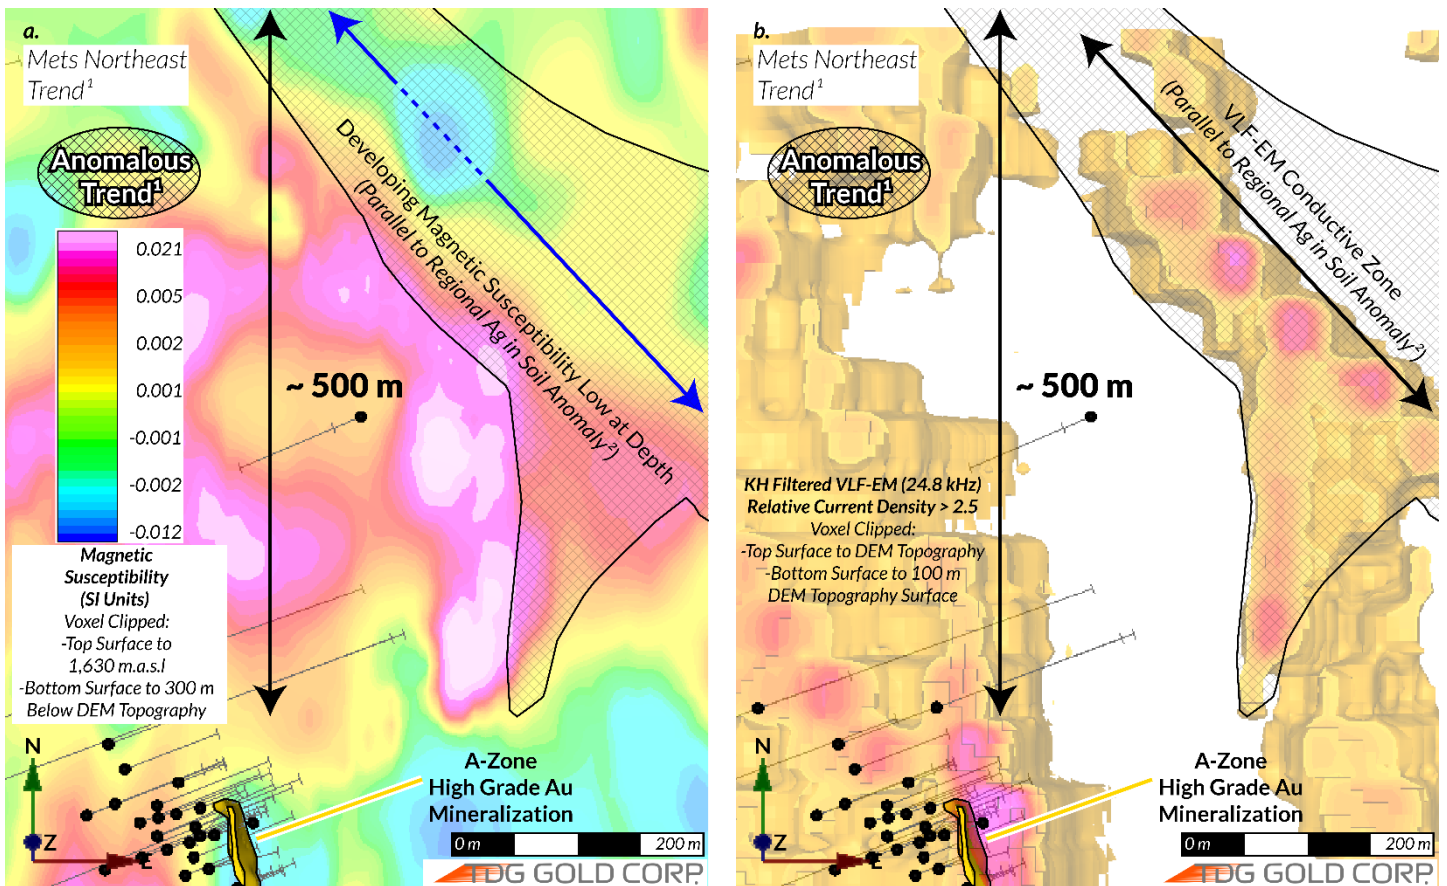 a.
Mets Northeast
Trend¹
Anomalous
Trend¹
0.021
0.005
0.002
0.001
-0.001
-0.002
-0.012
Magnetic
Susceptibility
(SI Units)
Voxel Clipped:
-Top Surface to
1,630 m.a.s.l
-Bottom Surface to 300 m
Below DEM Topography
Developing Magnetic Susceptibility Low at Depth
(Parallel to Regional Ag in Soil Anomaly²)
~ 500 m
A-Zone
High Grade Au
Mineralization
N
Z
E
0 m
200 m
TDG GOLD CORP.
b.
Mets Northeast
Trend¹
Anomalous
Trend¹
VLF-EM Conductive Zone
(Parallel to Regional Ag in Soil Anomaly²)
~ 500 m
KH Filtered VLF-EM (24.8 kHz)
Relative Current Density > 2.5
Voxel Clipped:
-Top Surface to DEM Topography
-Bottom Surface to 100 m
DEM Topography Surface
A-Zone
High Grade Au
Mineralization
N
Z
E
0 m
200 m
TDG GOLD CORP.